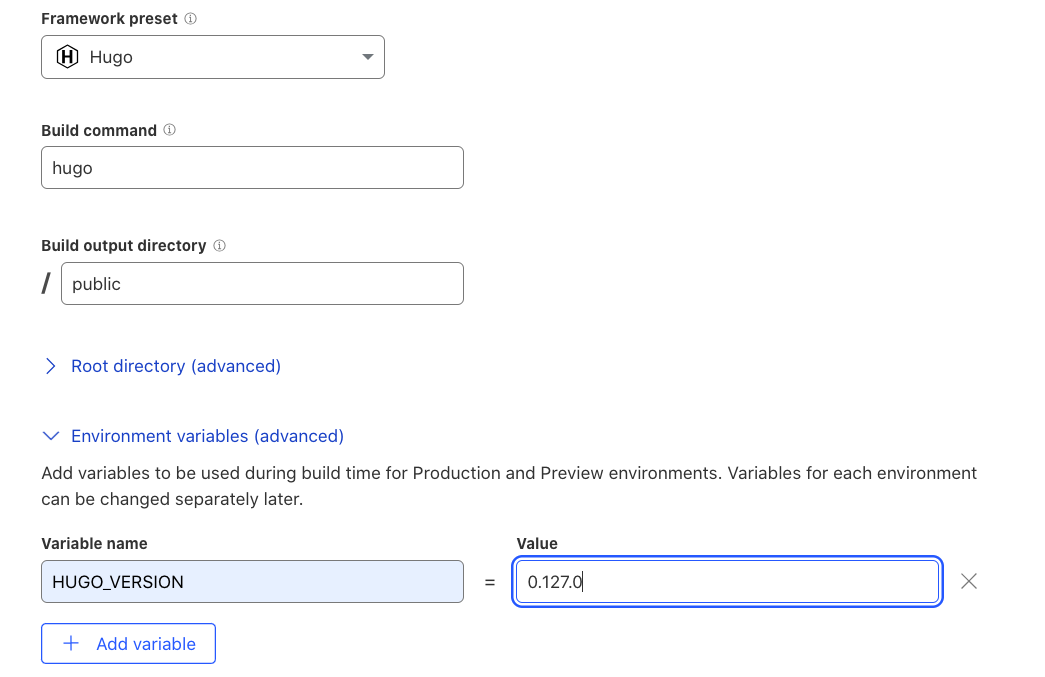 Framework preset
Hugo
Build command
hugo
Build output directory
/ public
Root directory (advanced)
Environment variables (advanced)
Add variables to be used during build time for Production and Preview environments. Variables for each environment
can be changed separately later.
Variable name
Value
HUGO_VERSION = 0.127.0
+ Add variable